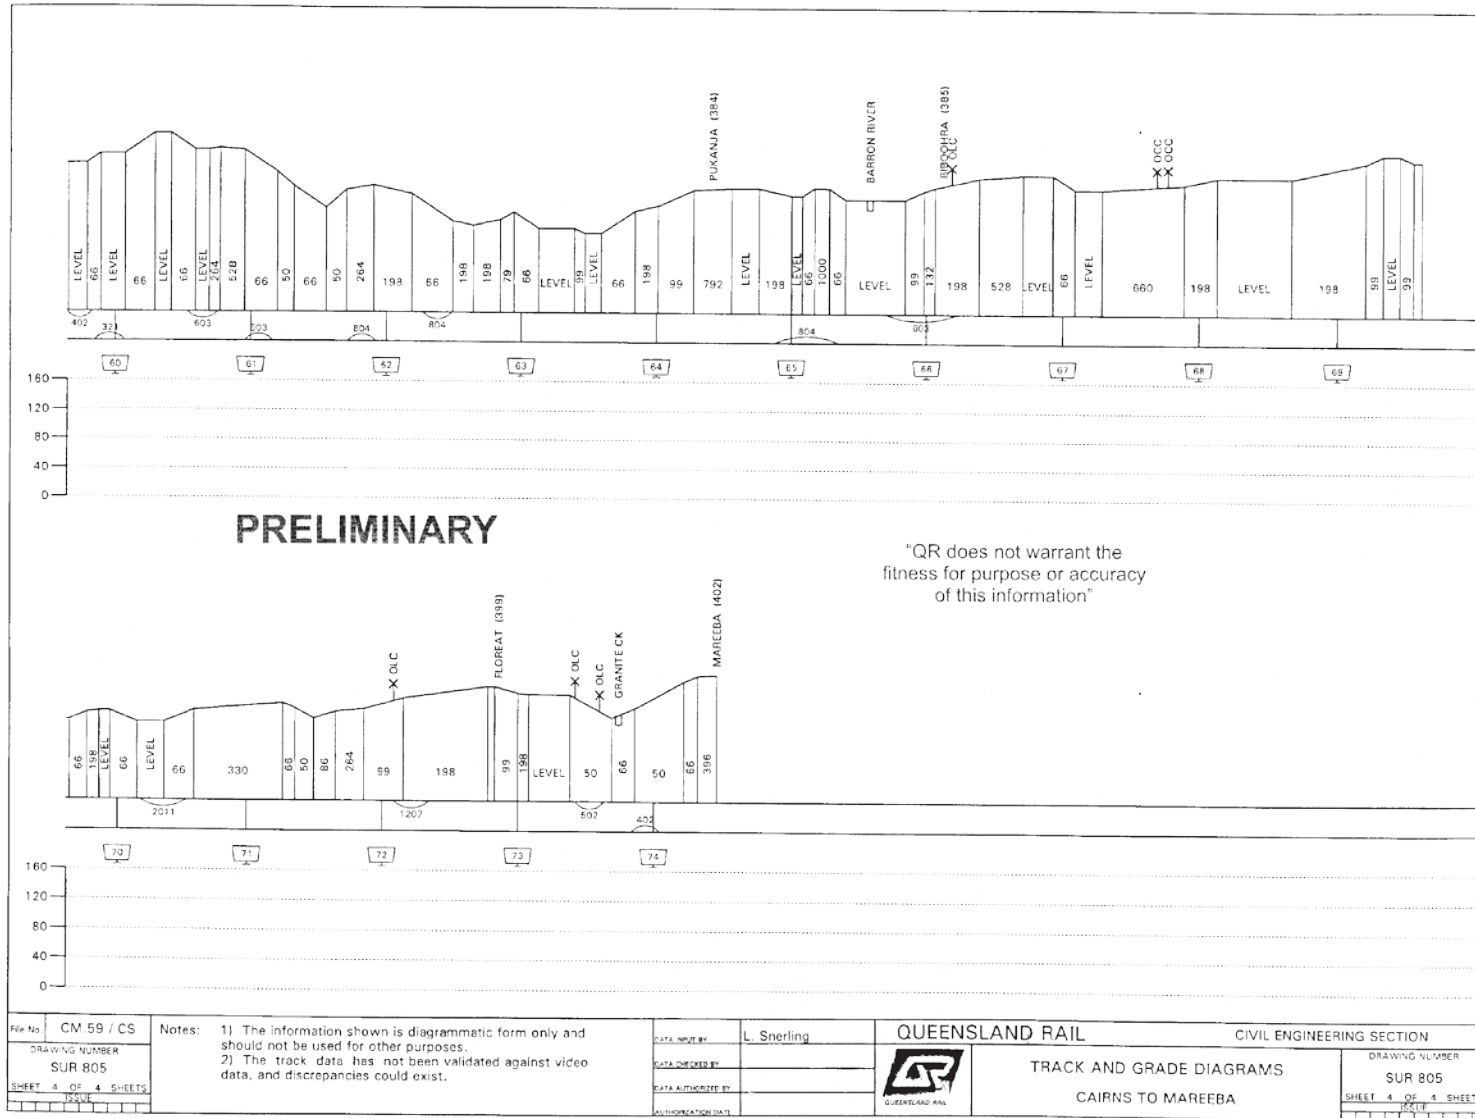 PUKANJA (384)
BARRON RIVER
BIBOOHRA (385)
X OLC
X OCC
X OCC
LEVEL
66
LEVEL
66
LEVEL
66
LEVEL
264
528
66
50
66
50
264
198
66
198
198
79
66
LEVEL
99
LEVEL
66
198
99
792
LEVEL
198
LEVEL
66
1000
66
LEVEL
99
132
198
528
LEVEL
66
LEVEL
660
198
LEVEL
198
99
LEVEL
99
402
321
603
603
804
804
804
603
60
61
62
63
64
65
66
67
68
69
160
120
80
40
0
PRELIMINARY
"QR does not warrant the
fitness for purpose or accuracy
of this information"
X OLC
FLOREAT (399)
X OLC
X OLC
GRANITE CK
MAREEBA (402)
66
198
LEVEL
66
LEVEL
66
330
66
50
86
264
99
198
99
198
LEVEL
50
66
50
66
396
2011
1207
502
402
70
71
72
73
74
160
120
80
40
0
File No
CM.59 / CS
DRAWING NUMBER
SUR 805
SHEET 4 OF 4 SHEETS
ISSUE
Notes: 1) The information shown is diagrammatic form only and
should not be used for other purposes.
2) The track data has not been validated against video
data, and discrepancies could exist.
DATA INPUT BY
L. Snerling
DATA CHECKED BY
DATA AUTHORIZED BY
AUTHORIZATION DATE
QUEENSLAND RAIL
CIVIL ENGINEERING SECTION
QR
QUEENSLAND RAIL
TRACK AND GRADE DIAGRAMS
CAIRNS TO MAREEBA
DRAWING NUMBER
SUR 805
SHEET 4 OF 4 SHEET
ISSUE